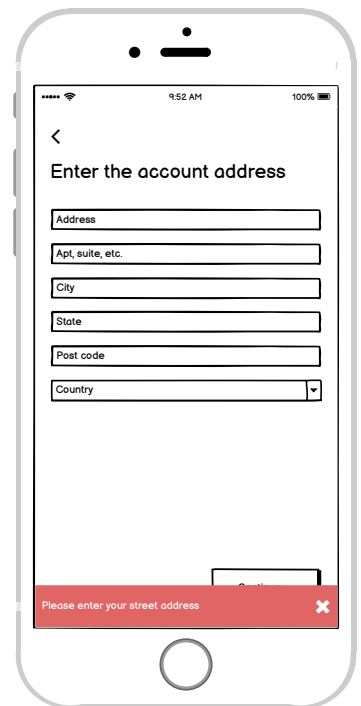 9:52 AM
100%
Enter the account address
Address
Apt, suite, etc.
City
State
Post code
Country
Please enter your street address